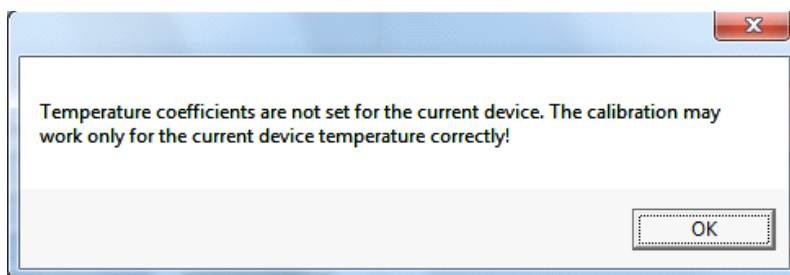 Temperature coefficients are not set for the current device. The calibration may
work only for the current device temperature correctly!
OK